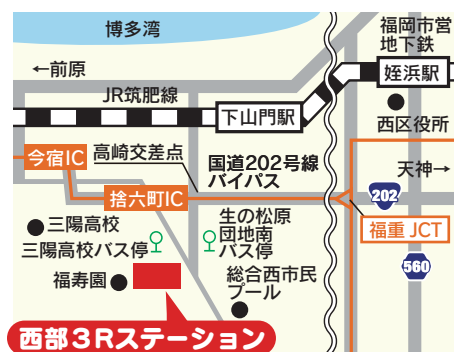 博多湾
福岡市営
地下鉄
←前原
姪浜駅
JR筑肥線
下山門駅
西区役所
今宿IC
高崎交差点
国道202号線
バイパス
天神→
捨六町IC
202
生の松原
団地南
バス停
福重JCT
三陽高校
三陽高校バス停
560
福寿園
総合西市民
プール
西部3Rステーション